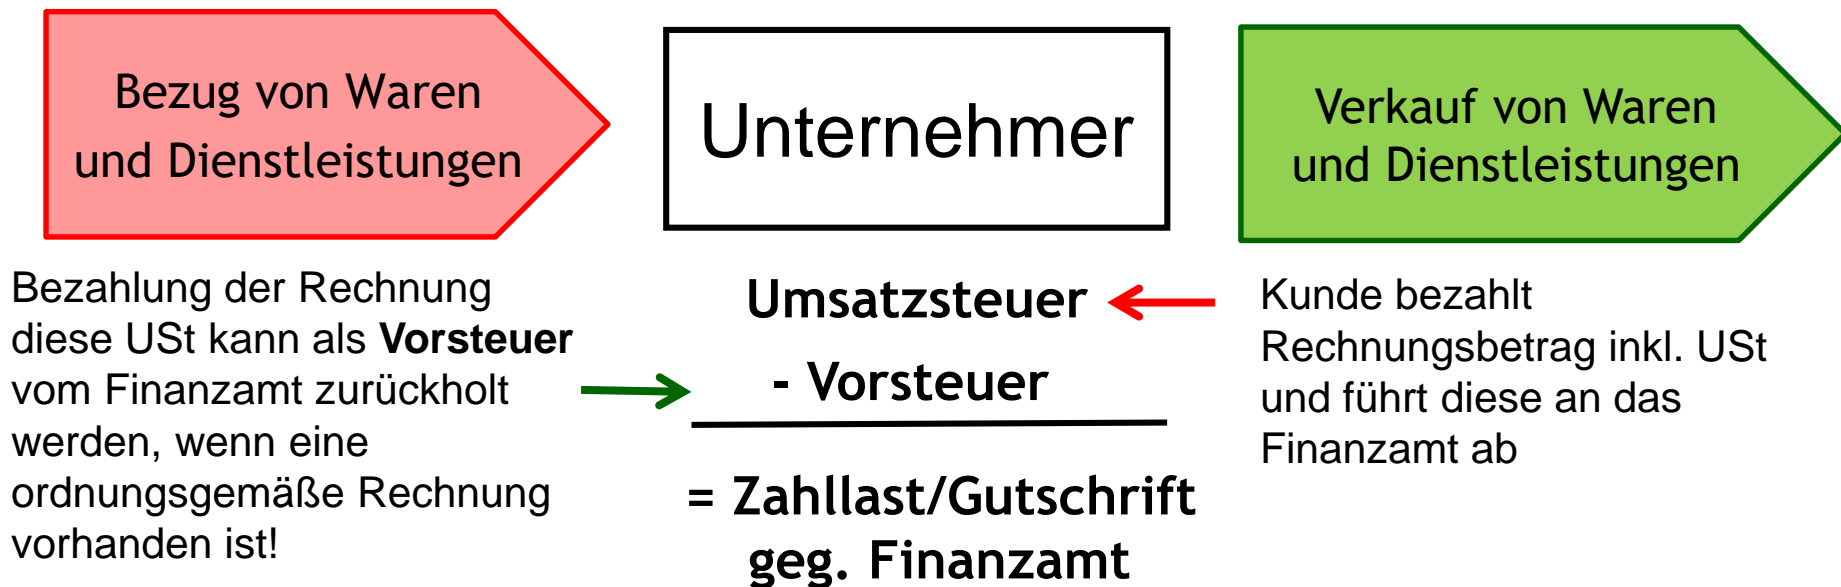 Bezug von Waren
und Dienstleistungen
Unternehmer
Verkauf von Waren
und Dienstleistungen
Bezahlung der Rechnung
diese USt kann als Vorsteuer
vom Finanzamt zurückholt
werden, wenn eine
ordnungsgemäße Rechnung
vorhanden ist!
Umsatzsteuer
- Vorsteuer
= Zahllast/Gutschrift
geg. Finanzamt
Kunde bezahlt
Rechnungsbetrag inkl. USt
und führt diese an das
Finanzamt ab